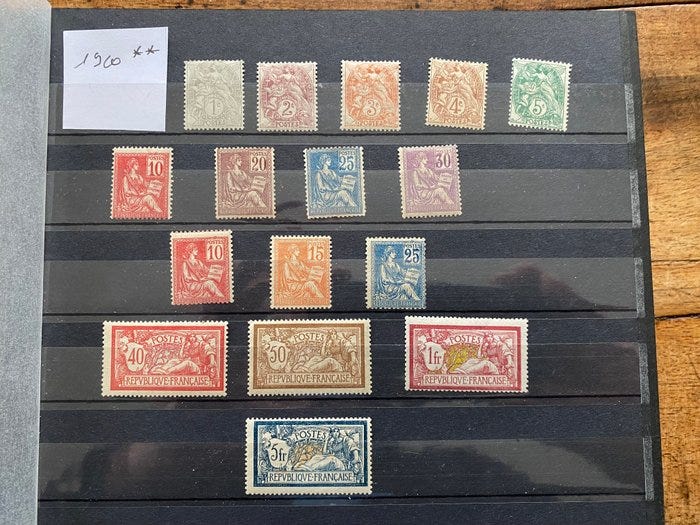 1900 **
1c 2c 3c 4c 5c
POSTES POSTES POSTES POSTES POSTES
10 20 25 30
POSTES POSTES POSTES POSTES
10 15 25
POSTES POSTES POSTES
POSTES POSTES POSTES
40 50 1fr
REPUBLIQUE·FRANÇAISE REPUBLIQUE·FRANÇAISE REPUBLIQUE·FRANÇAISE
POSTES
5fr
REPUBLIQUE·FRANÇAISE